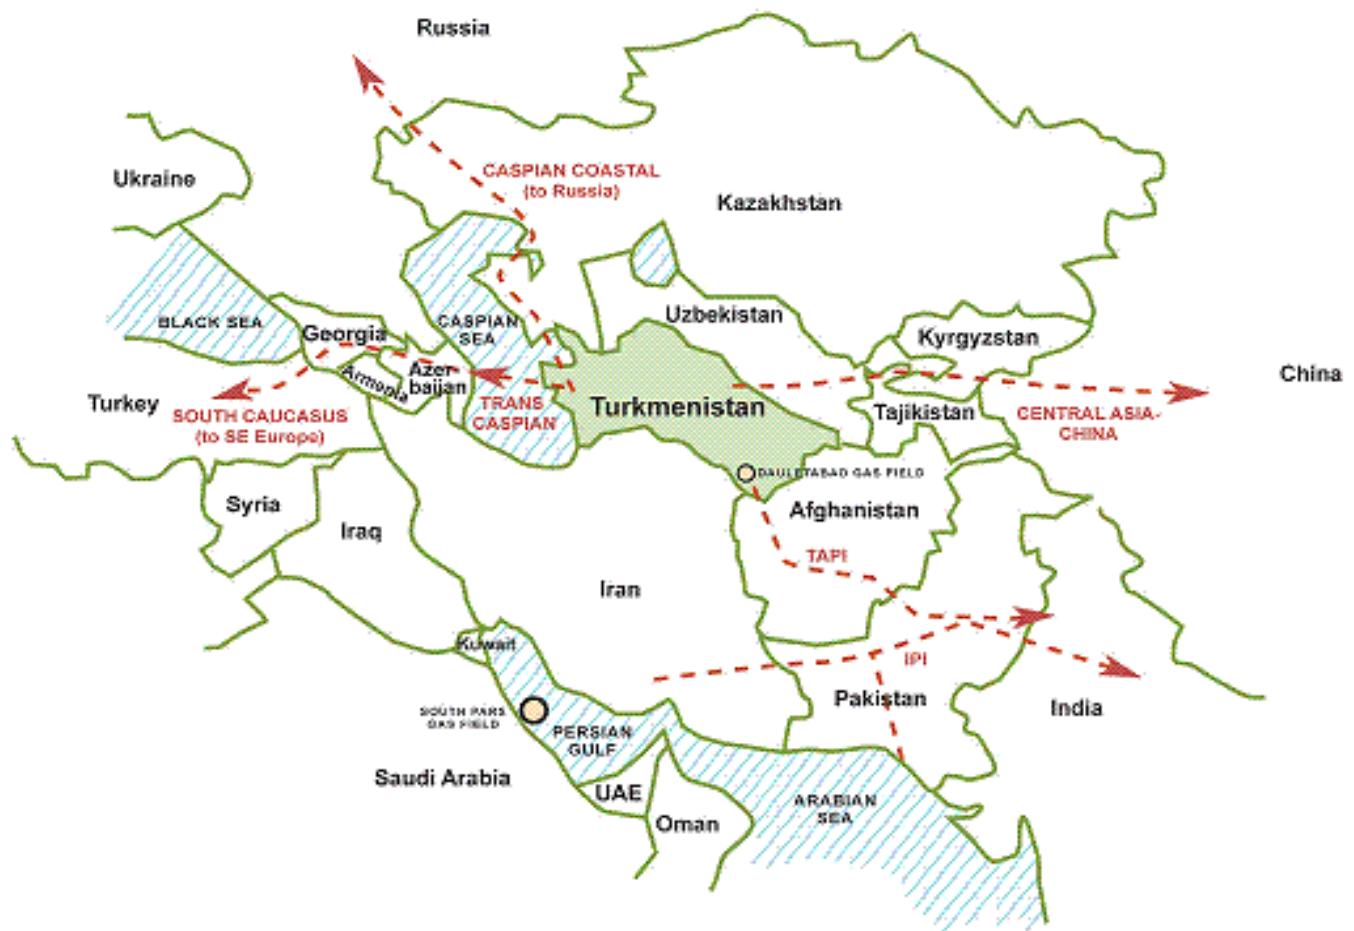 Russia
CASPIAN COASTAL
(to Russia)
Ukraine
Kazakhstan
BLACK SEA
Georgia
CASPIAN
SEA
Uzbekistan
Kyrgyzstan
Armenia
Azer-
baijan
China
Turkey
SOUTH CAUCASUS
(to SE Europe)
TRANS
CASPIAN
Turkmenistan
Tajikistan
CENTRAL ASIA-
CHINA
DAULETABAD GAS FIELD
Syria
Iraq
Afghanistan
TAPI
Iran
Kuwait
IPI
Pakistan
India
SOUTH PARS
GAS FIELD
PERSIAN
GULF
Saudi Arabia
UAE
Oman
ARABIAN
SEA